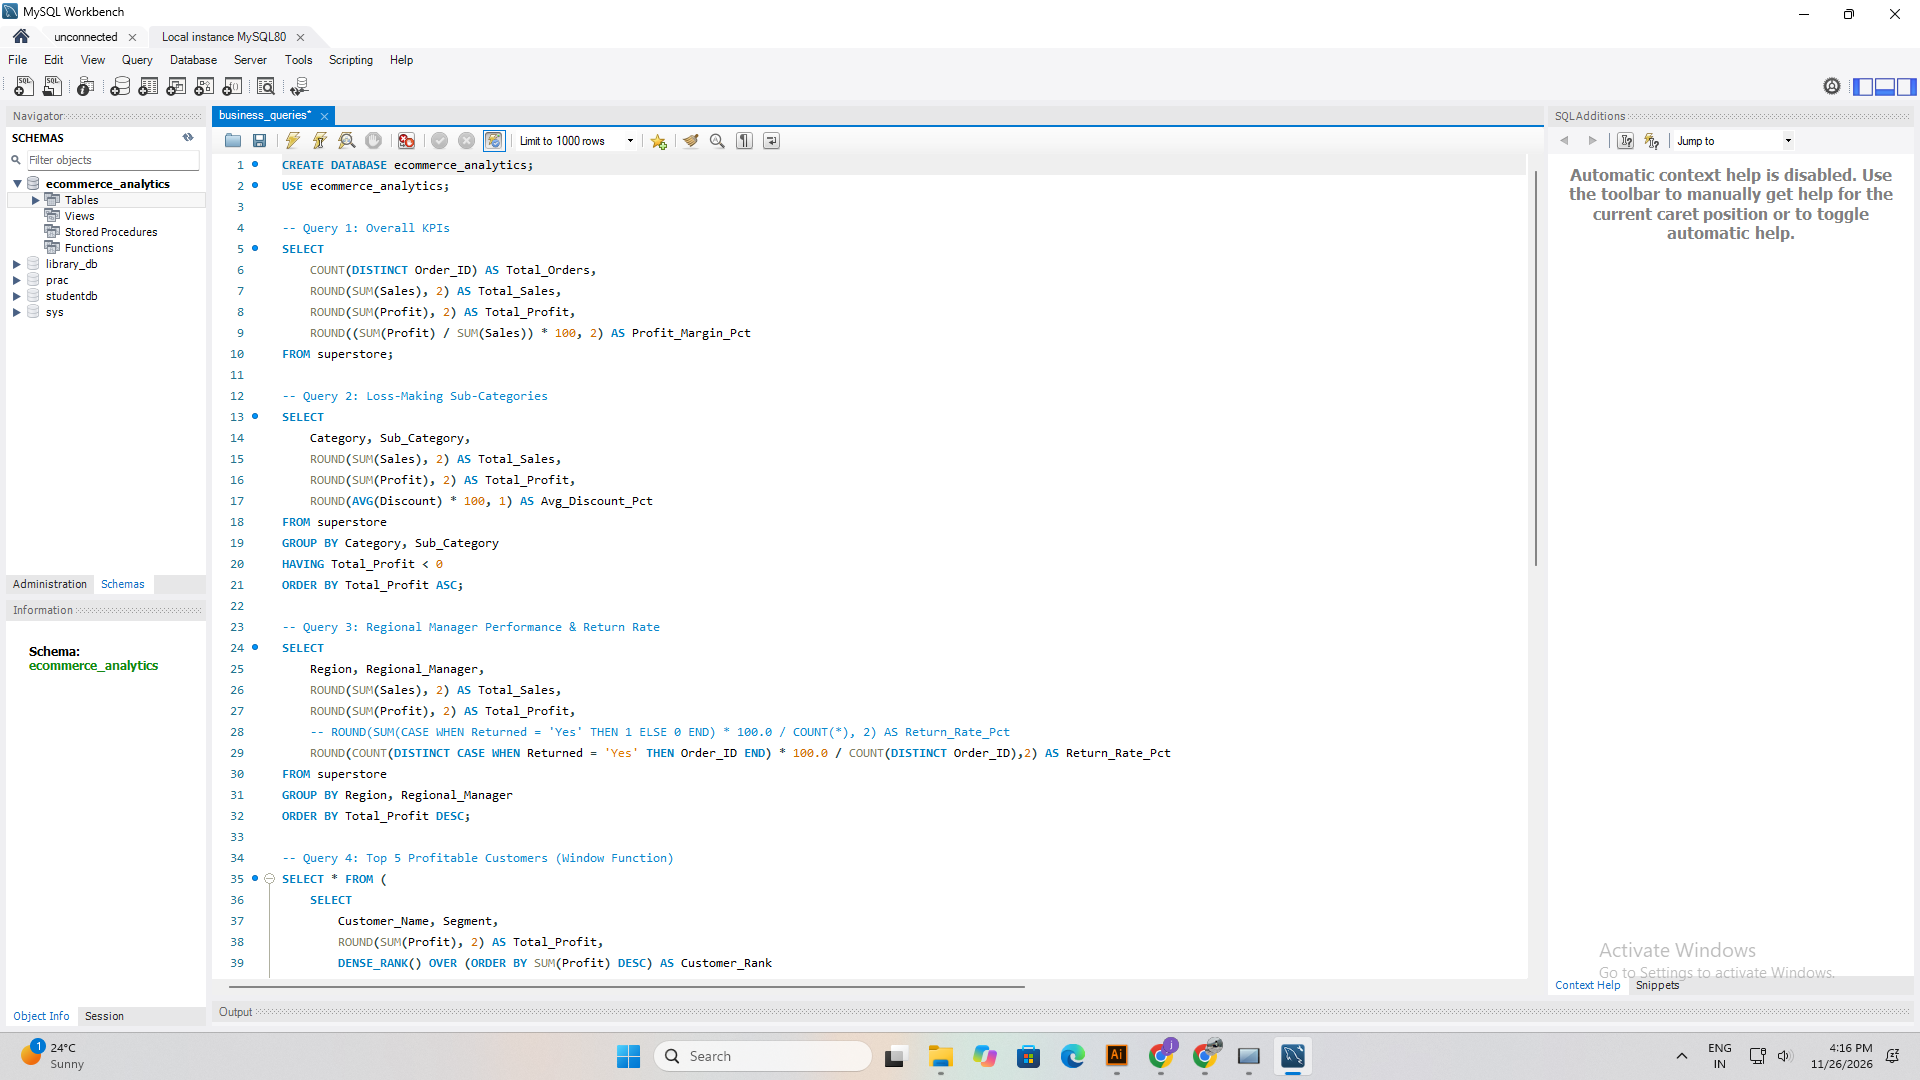 MySQL Workbench
unconnected
Local instance MySQL80
File Edit View Query Database Server Tools Scripting Help
Navigator
SCHEMAS
Filter objects
ecommerce_analytics
Tables
Views
Stored Procedures
Functions
library_db
prac
studentdb
sys
Administration Schemas
Information
Schema:
ecommerce_analytics
Object Info Session
business_queries*
Limit to 1000 rows
1 CREATE DATABASE ecommerce_analytics;
2 USE ecommerce_analytics;
3
4 -- Query 1: Overall KPIs
5 SELECT
6 COUNT(DISTINCT Order_ID) AS Total_Orders,
7 ROUND(SUM(Sales), 2) AS Total_Sales,
8 ROUND(SUM(Profit), 2) AS Total_Profit,
9 ROUND((SUM(Profit) / SUM(Sales)) * 100, 2) AS Profit_Margin_Pct
10 FROM superstore;
11
12 -- Query 2: Loss-Making Sub-Categories
13 SELECT
14 Category, Sub_Category,
15 ROUND(SUM(Sales), 2) AS Total_Sales,
16 ROUND(SUM(Profit), 2) AS Total_Profit,
17 ROUND(AVG(Discount) * 100, 1) AS Avg_Discount_Pct
18 FROM superstore
19 GROUP BY Category, Sub_Category
20 HAVING Total_Profit < 0
21 ORDER BY Total_Profit ASC;
22
23 -- Query 3: Regional Manager Performance & Return Rate
24 SELECT
25 Region, Regional_Manager,
26 ROUND(SUM(Sales), 2) AS Total_Sales,
27 ROUND(SUM(Profit), 2) AS Total_Profit,
28 -- ROUND(SUM(CASE WHEN Returned = 'Yes' THEN 1 ELSE 0 END) * 100.0 / COUNT(*), 2) AS Return_Rate_Pct
29 ROUND(COUNT(DISTINCT CASE WHEN Returned = 'Yes' THEN Order_ID END) * 100.0 / COUNT(DISTINCT Order_ID),2) AS Return_Rate_Pct
30 FROM superstore
31 GROUP BY Region, Regional_Manager
32 ORDER BY Total_Profit DESC;
33
34 -- Query 4: Top 5 Profitable Customers (Window Function)
35 SELECT * FROM (
36 SELECT
37 Customer_Name, Segment,
38 ROUND(SUM(Profit), 2) AS Total_Profit,
39 DENSE_RANK() OVER (ORDER BY SUM(Profit) DESC) AS Customer_Rank
Output
SQLAdditions
Jump to
Automatic context help is disabled. Use
the toolbar to manually get help for the
current caret position or to toggle
automatic help.
Activate Windows
Go to Settings to activate Windows.
Context Help Snippets
1
24°C
Sunny
Search
Ai
j
ENG
IN
4:16 PM
11/26/2026